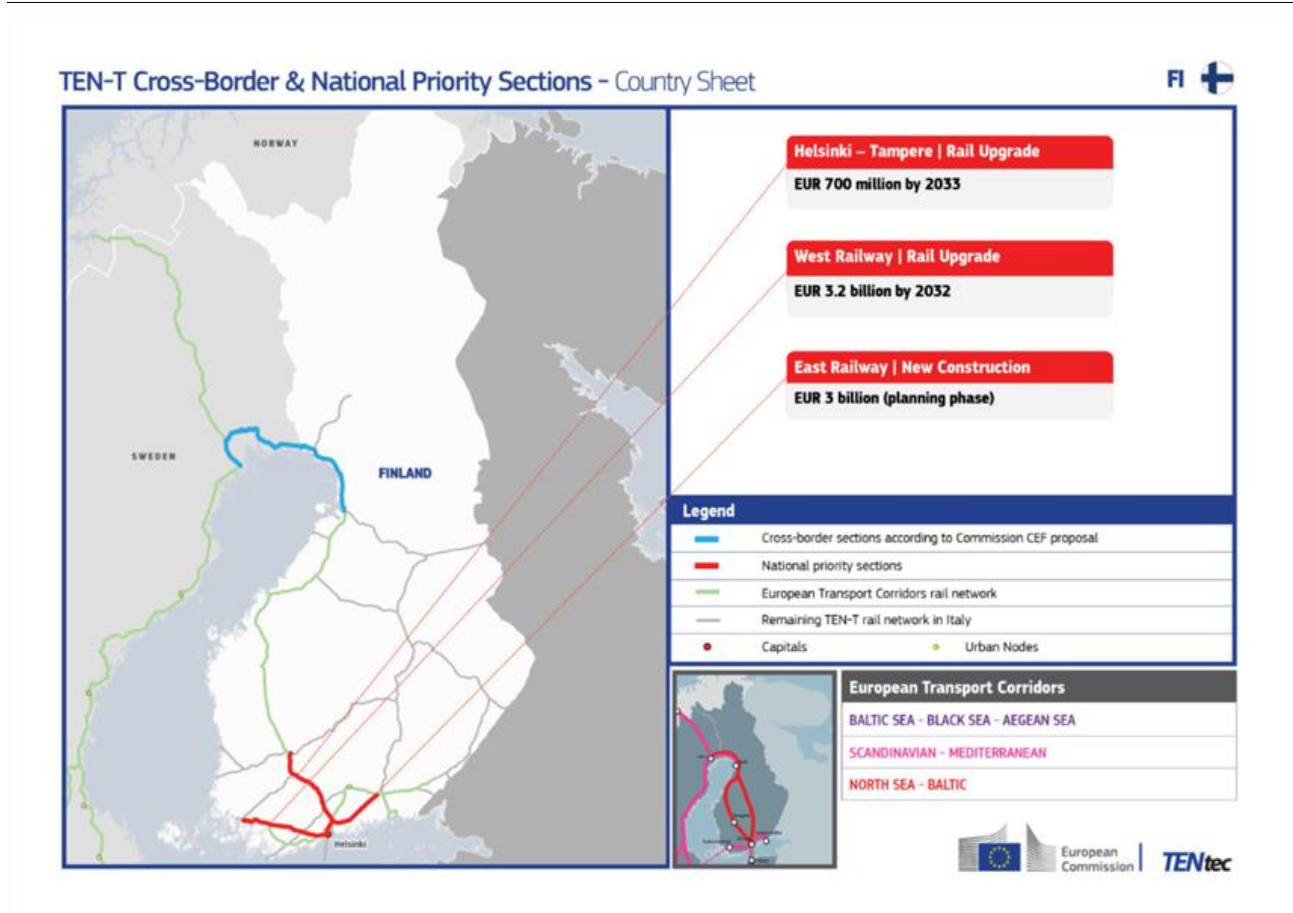 TEN-T Cross-Border & National Priority Sections – Country Sheet
FI
NORWAY
SWEDEN
FINLAND
Helsinki
Helsinki – Tampere | Rail Upgrade
EUR 700 million by 2033
West Railway | Rail Upgrade
EUR 3.2 billion by 2032
East Railway | New Construction
EUR 3 billion (planning phase)
Legend
Cross-border sections according to Commission CEF proposal
National priority sections
European Transport Corridors rail network
Remaining TEN-T rail network in Italy
Capitals
Urban Nodes
European Transport Corridors
BALTIC SEA - BLACK SEA - AEGEAN SEA
SCANDINAVIAN - MEDITERRANEAN
NORTH SEA - BALTIC
European
Commission
TENtec